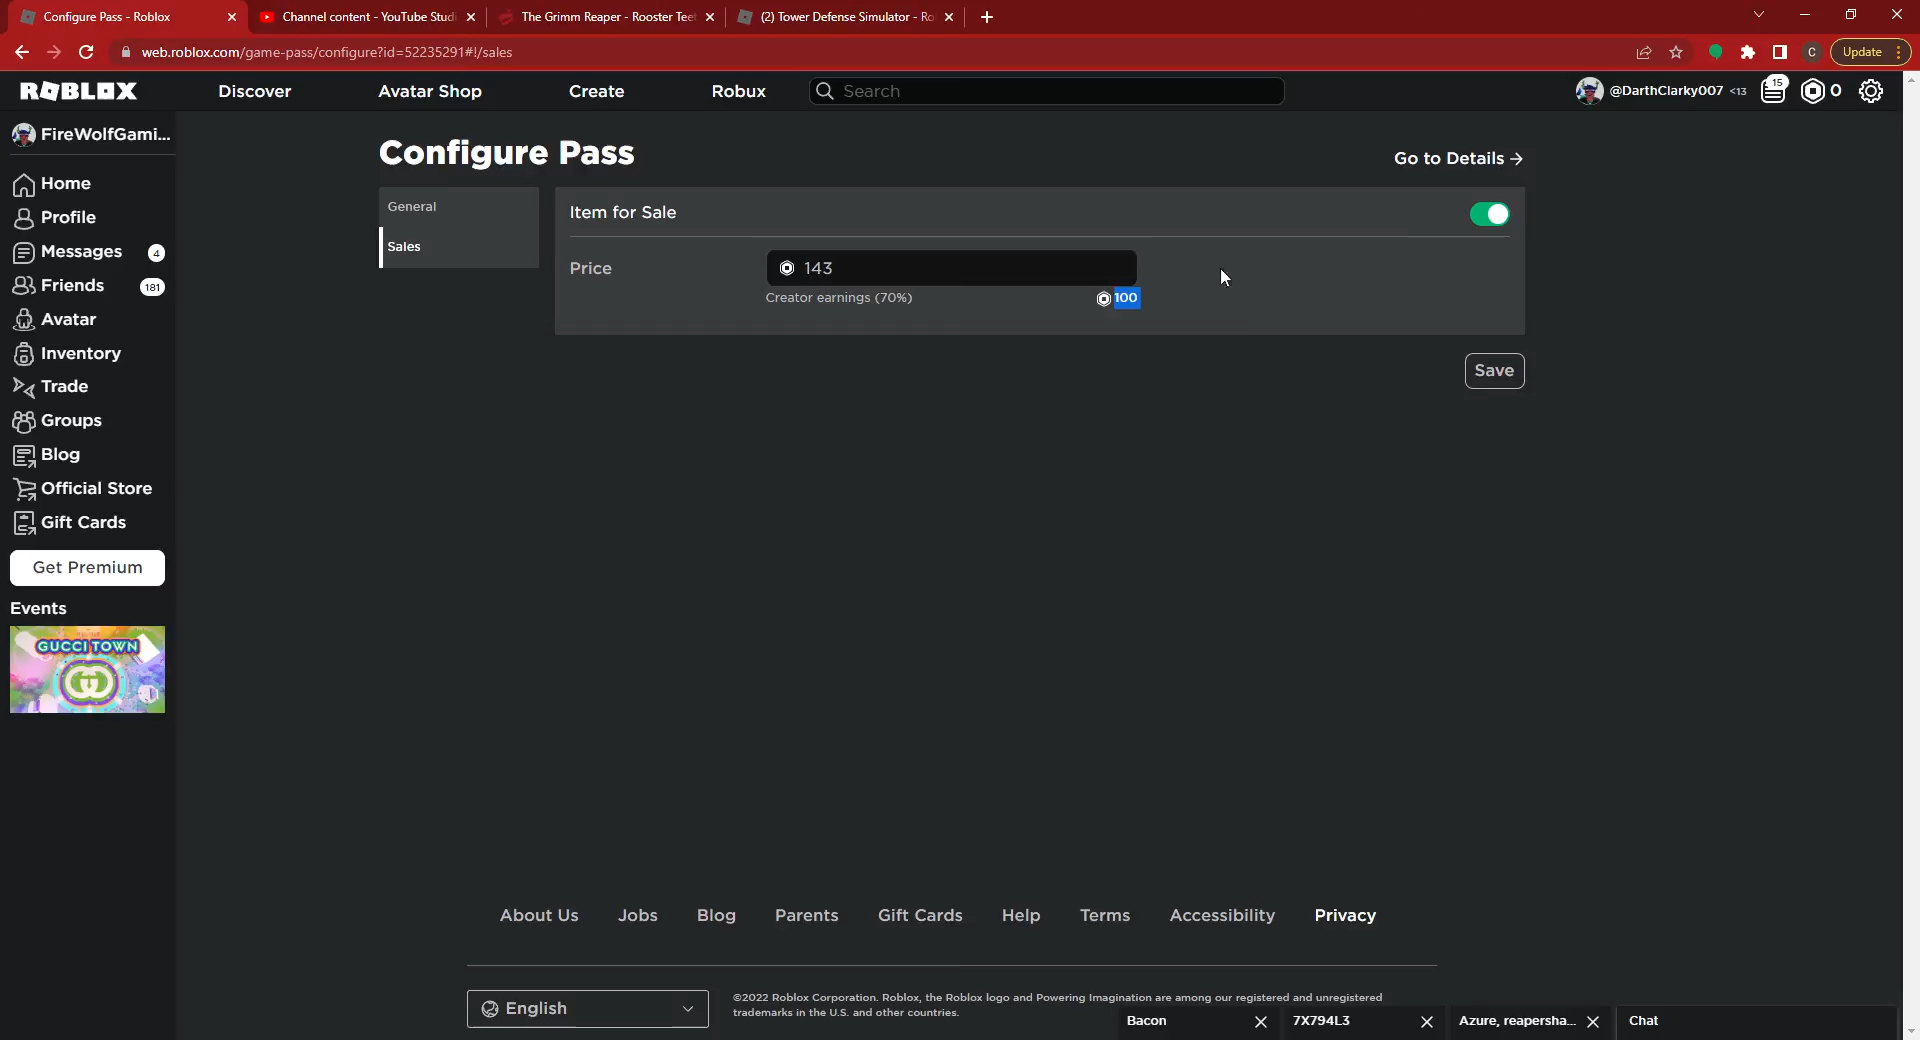 Configure Pass - Roblox
Channel content - YouTube Studi
The Grimm Reaper - Rooster Teet
(2) Tower Defense Simulator - Ro
web.roblox.com/game-pass/configure?id=52235291#!/sales
C
Update
ROBLOX
Discover
Avatar Shop
Create
Robux
Search
@DarthClarky007 <13
15
0
FireWolfGami...
Home
Profile
Messages 4
Friends 181
Avatar
Inventory
Trade
Groups
Blog
Official Store
Gift Cards
Get Premium
Events
GUCCI TOWN
Configure Pass
Go to Details
General
Sales
Item for Sale
Price
143
Creator earnings (70%)
100
Save
About Us Jobs Blog Parents Gift Cards Help Terms Accessibility Privacy
English
©2022 Roblox Corporation. Roblox, the Roblox logo and Powering Imagination are among our registered and unregistered
trademarks in the U.S. and other countries.
Bacon
7X794L3
Azure, reapersha...
Chat